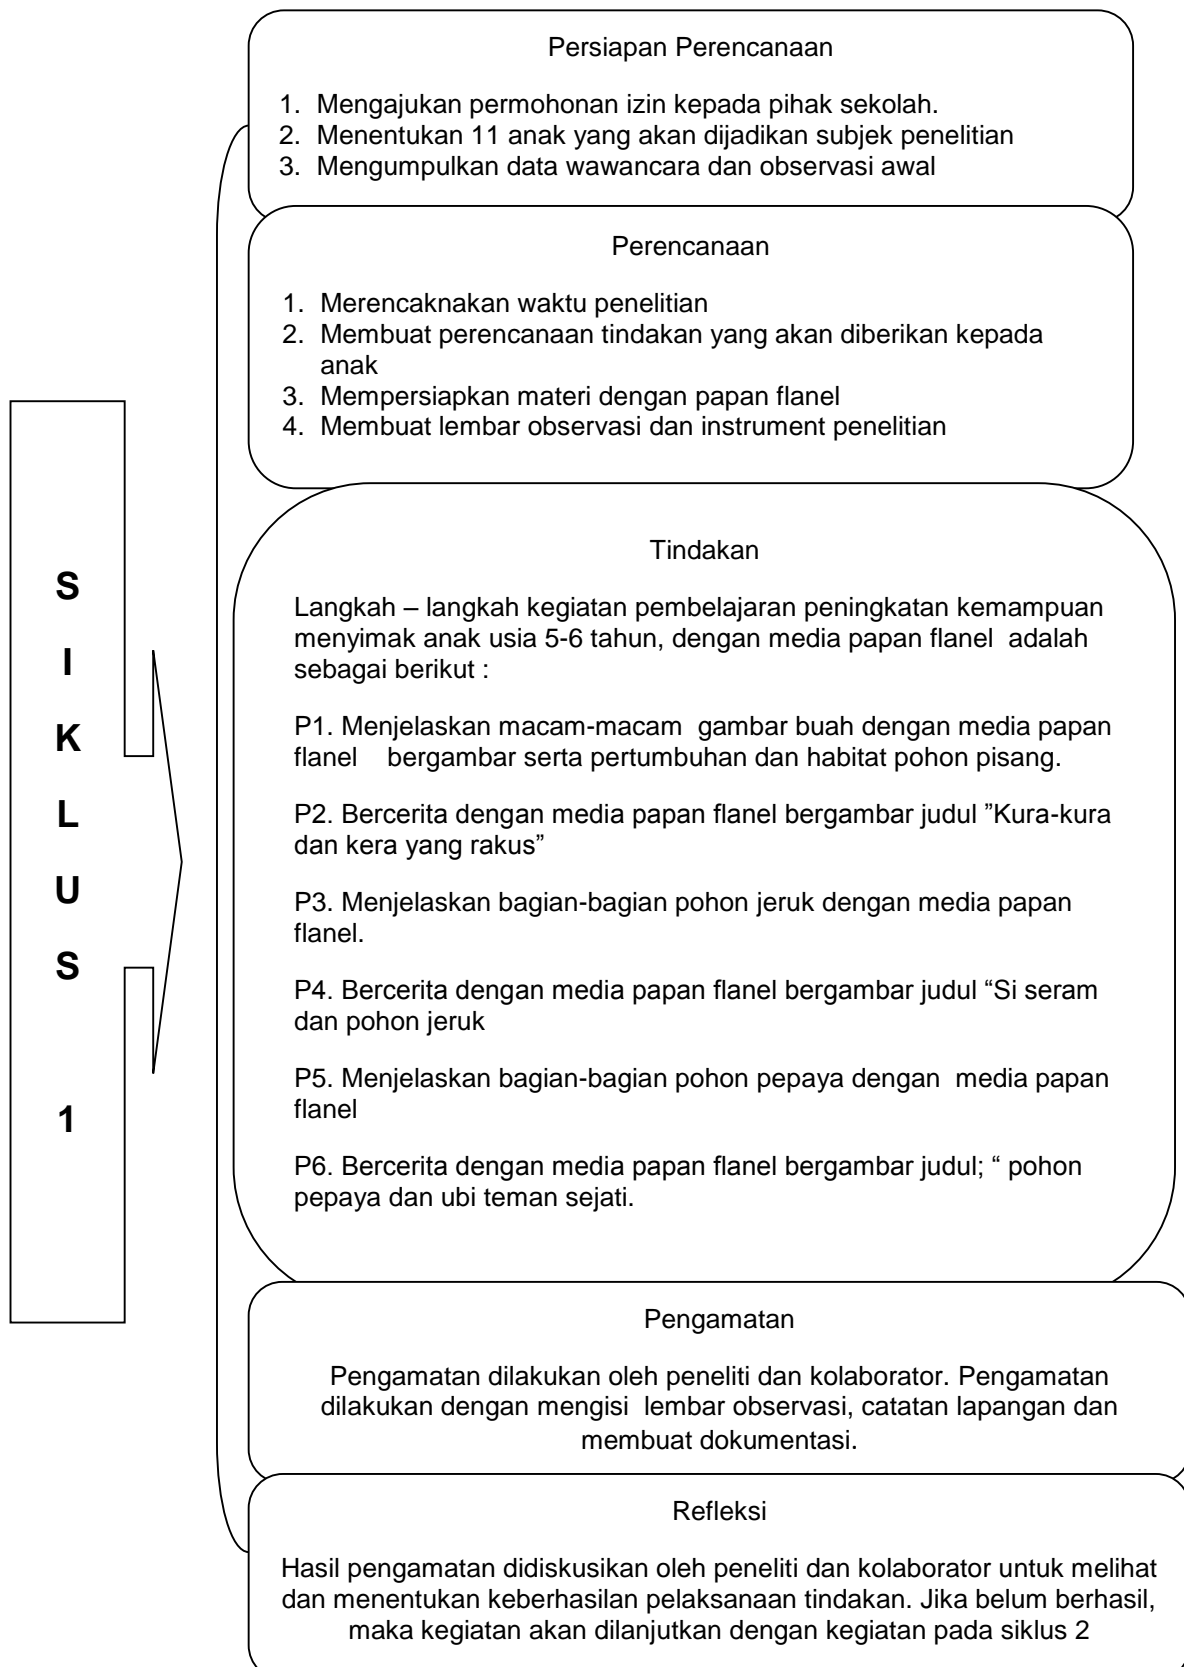 Persiapan Perencanaan
1. Mengajukan permohonan izin kepada pihak sekolah.
2. Menentukan 11 anak yang akan dijadikan subjek penelitian
3. Mengumpulkan data wawancara dan observasi awal
Perencanaan
1. Merencaknakan waktu penelitian
2. Membuat perencanaan tindakan yang akan diberikan kepada
anak
3. Mempersiapkan materi dengan papan flanel
4. Membuat lembar observasi dan instrument penelitian
S
I
K
L
U
S
1
Tindakan
Langkah – langkah kegiatan pembelajaran peningkatan kemampuan
menyimak anak usia 5-6 tahun, dengan media papan flanel adalah
sebagai berikut :
P1. Menjelaskan macam-macam gambar buah dengan media papan
flanel bergambar serta pertumbuhan dan habitat pohon pisang.
P2. Bercerita dengan media papan flanel bergambar judul ”Kura-kura
dan kera yang rakus”
P3. Menjelaskan bagian-bagian pohon jeruk dengan media papan
flanel.
P4. Bercerita dengan media papan flanel bergambar judul “Si seram
dan pohon jeruk
P5. Menjelaskan bagian-bagian pohon pepaya dengan media papan
flanel
P6. Bercerita dengan media papan flanel bergambar judul; “ pohon
pepaya dan ubi teman sejati.
Pengamatan
Pengamatan dilakukan oleh peneliti dan kolaborator. Pengamatan
dilakukan dengan mengisi lembar observasi, catatan lapangan dan
membuat dokumentasi.
Refleksi
Hasil pengamatan didiskusikan oleh peneliti dan kolaborator untuk melihat
dan menentukan keberhasilan pelaksanaan tindakan. Jika belum berhasil,
maka kegiatan akan dilanjutkan dengan kegiatan pada siklus 2